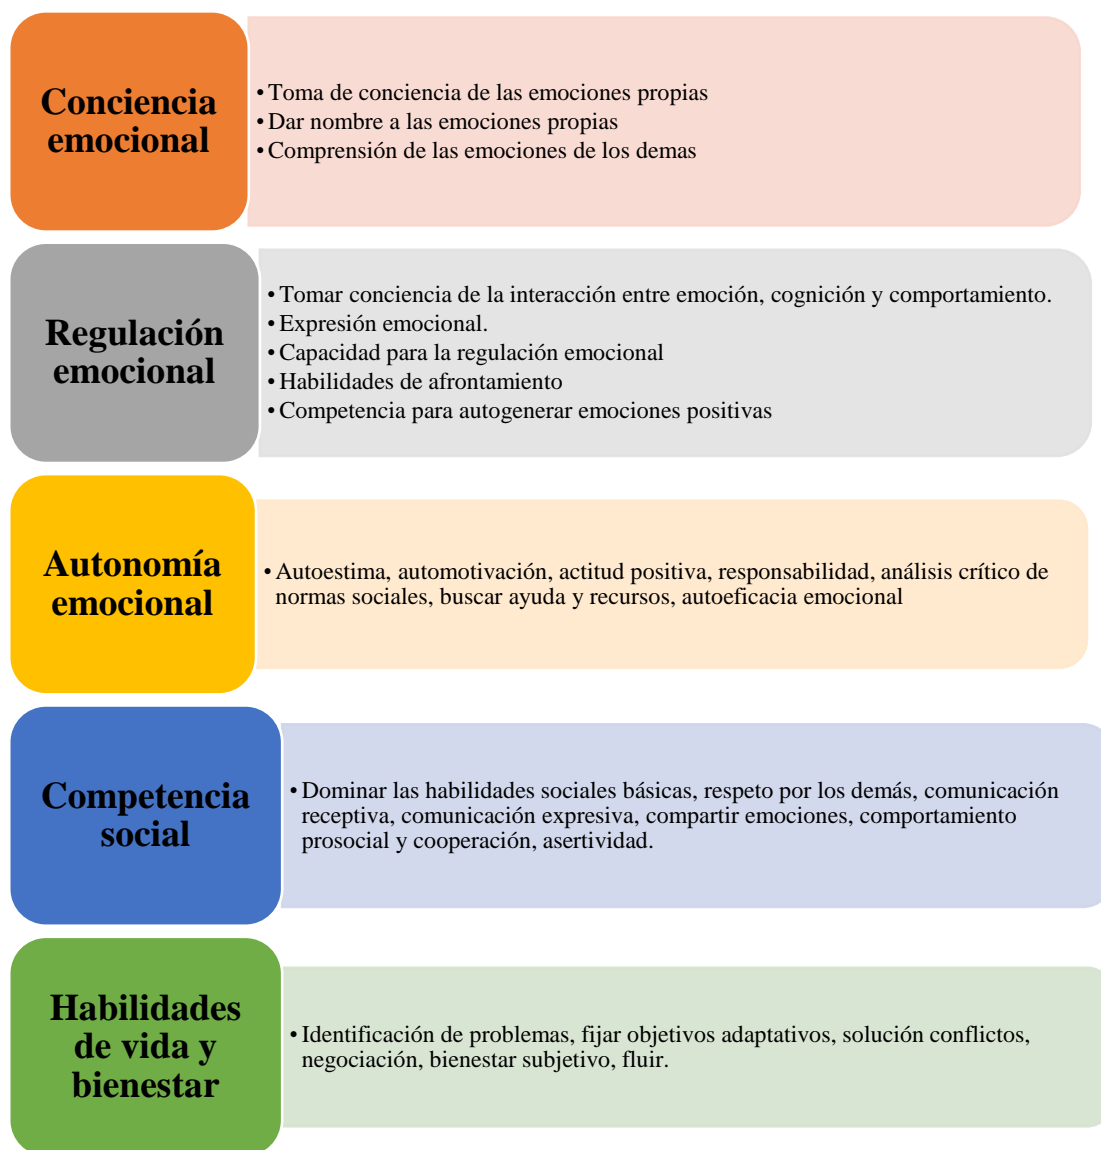 Conciencia
emocional
• Toma de conciencia de las emociones propias
• Dar nombre a las emociones propias
• Comprensión de las emociones de los demas
Regulación
emocional
• Tomar conciencia de la interacción entre emoción, cognición y comportamiento.
• Expresión emocional.
• Capacidad para la regulación emocional
• Habilidades de afrontamiento
• Competencia para autogenerar emociones positivas
Autonomía
emocional
• Autoestima, automotivación, actitud positiva, responsabilidad, análisis crítico de
normas sociales, buscar ayuda y recursos, autoeficacia emocional
Competencia
social
• Dominar las habilidades sociales básicas, respeto por los demás, comunicación
receptiva, comunicación expresiva, compartir emociones, comportamiento
prosocial y cooperación, asertividad.
Habilidades
de vida y
bienestar
• Identificación de problemas, fijar objetivos adaptativos, solución conflictos,
negociación, bienestar subjetivo, fluir.